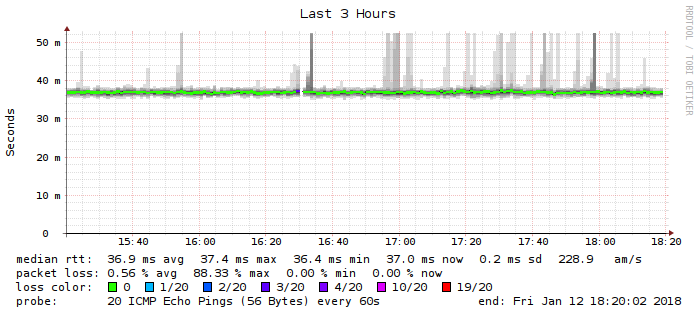 Last 3 Hours
RRDTOOL / TOBI OETIKER
Seconds
50 m
40 m
30 m
20 m
10 m
0
15:40 16:00 16:20 16:40 17:00 17:20 17:40 18:00 18:20
median rtt: 36.9 ms avg 37.4 ms max 36.4 ms min 37.0 ms now 0.2 ms sd 228.9 am/s
packet loss: 0.56 % avg 88.33 % max 0.00 % min 0.00 % now
loss color: 0 1/20 2/20 3/20 4/20 10/20 19/20
probe: 20 ICMP Echo Pings (56 Bytes) every 60s end: Fri Jan 12 18:20:02 2018